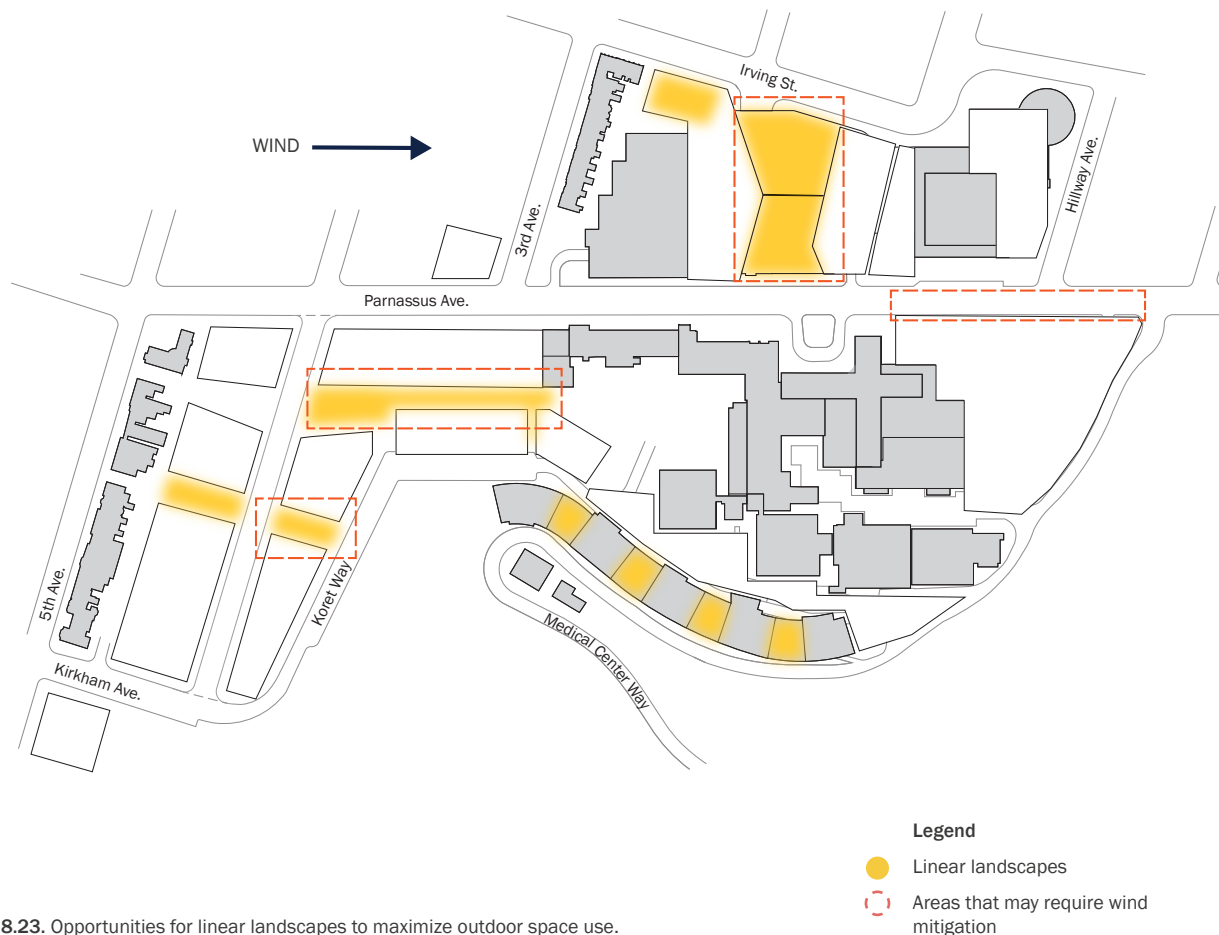 Irving St.
WIND
Hillway Ave.
3rd Ave.
Parnassus Ave.
5th Ave.
Koret Way
Medical Center Way
Kirkham Ave.
Legend
Linear landscapes
Areas that may require wind
mitigation
8.23. Opportunities for linear landscapes to maximize outdoor space use.